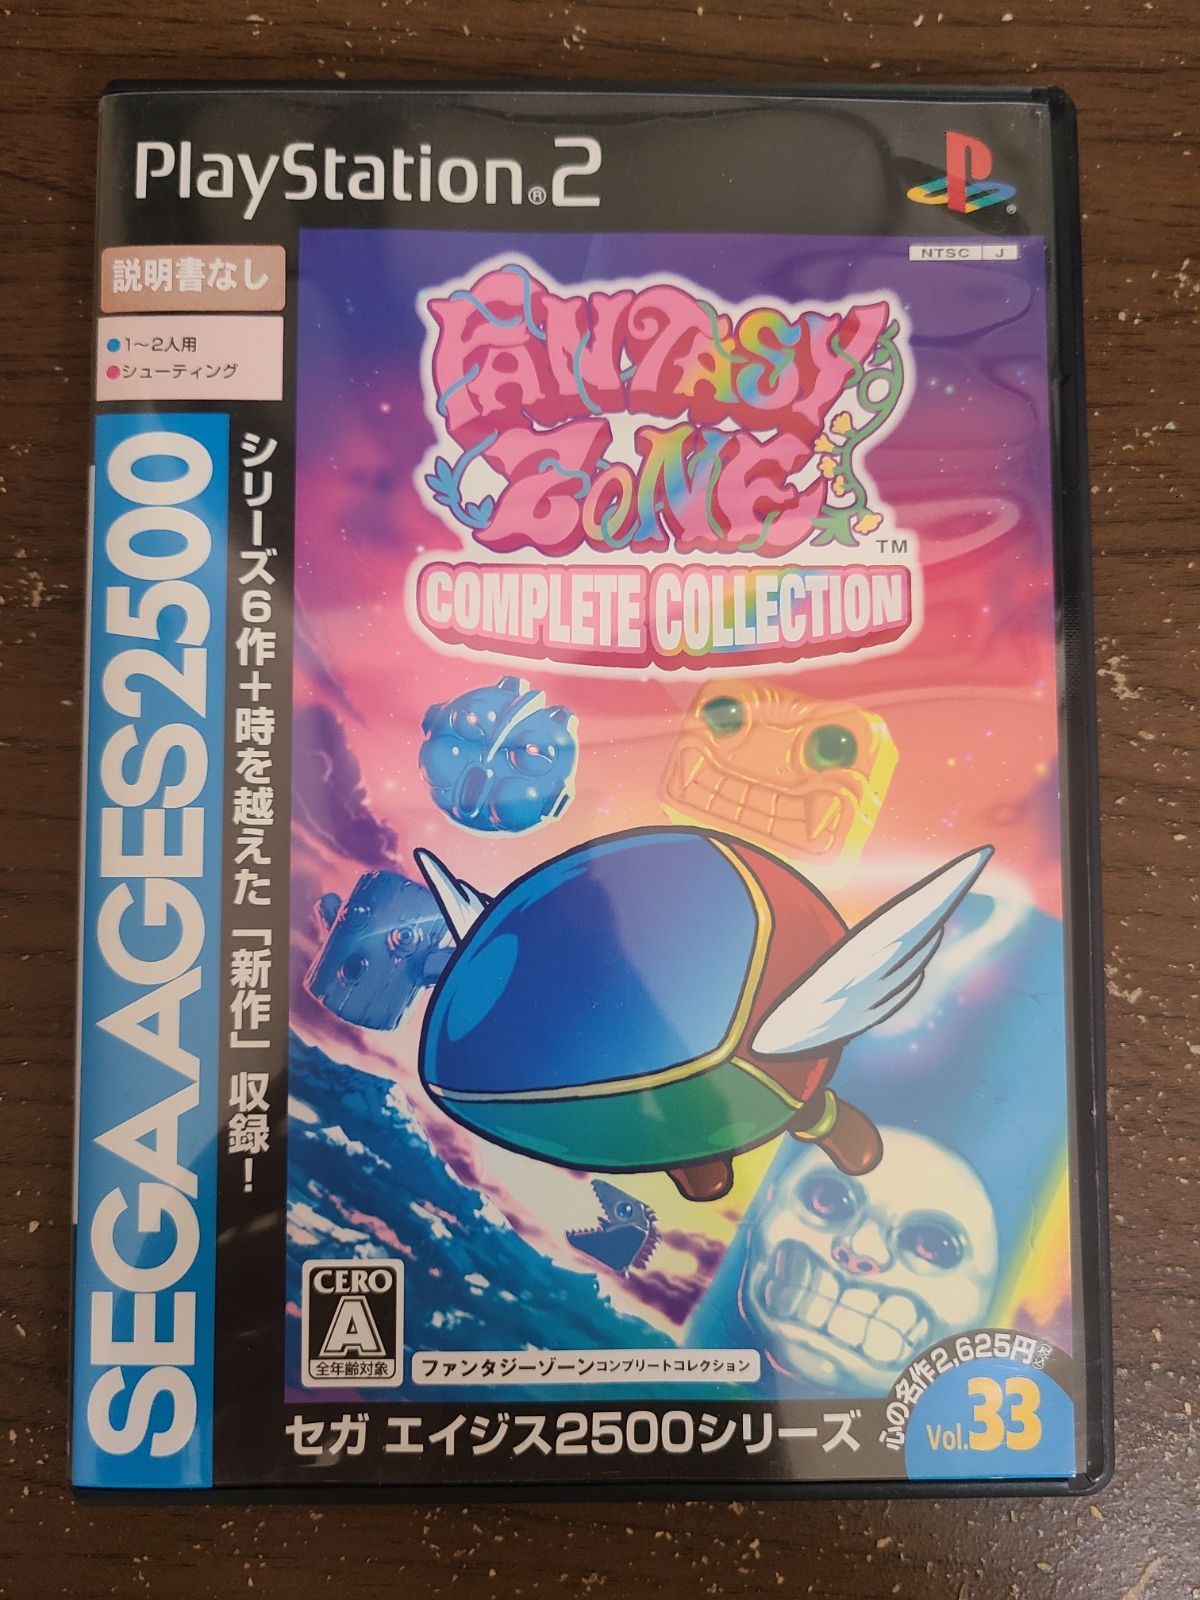 PlayStation®2
®
NTSC J
説明書なし
●1〜2人用
●シューティング
SEGA AGES 2500
シリーズ6作＋時を越えた「新作」収録！
FANTASY
ZONE
TM
COMPLETE COLLECTION
CERO
A
全年齢対象
ファンタジーゾーン コンプリートコレクション
セガ エイジス2500シリーズ
心の名作2,625円
Vol.33